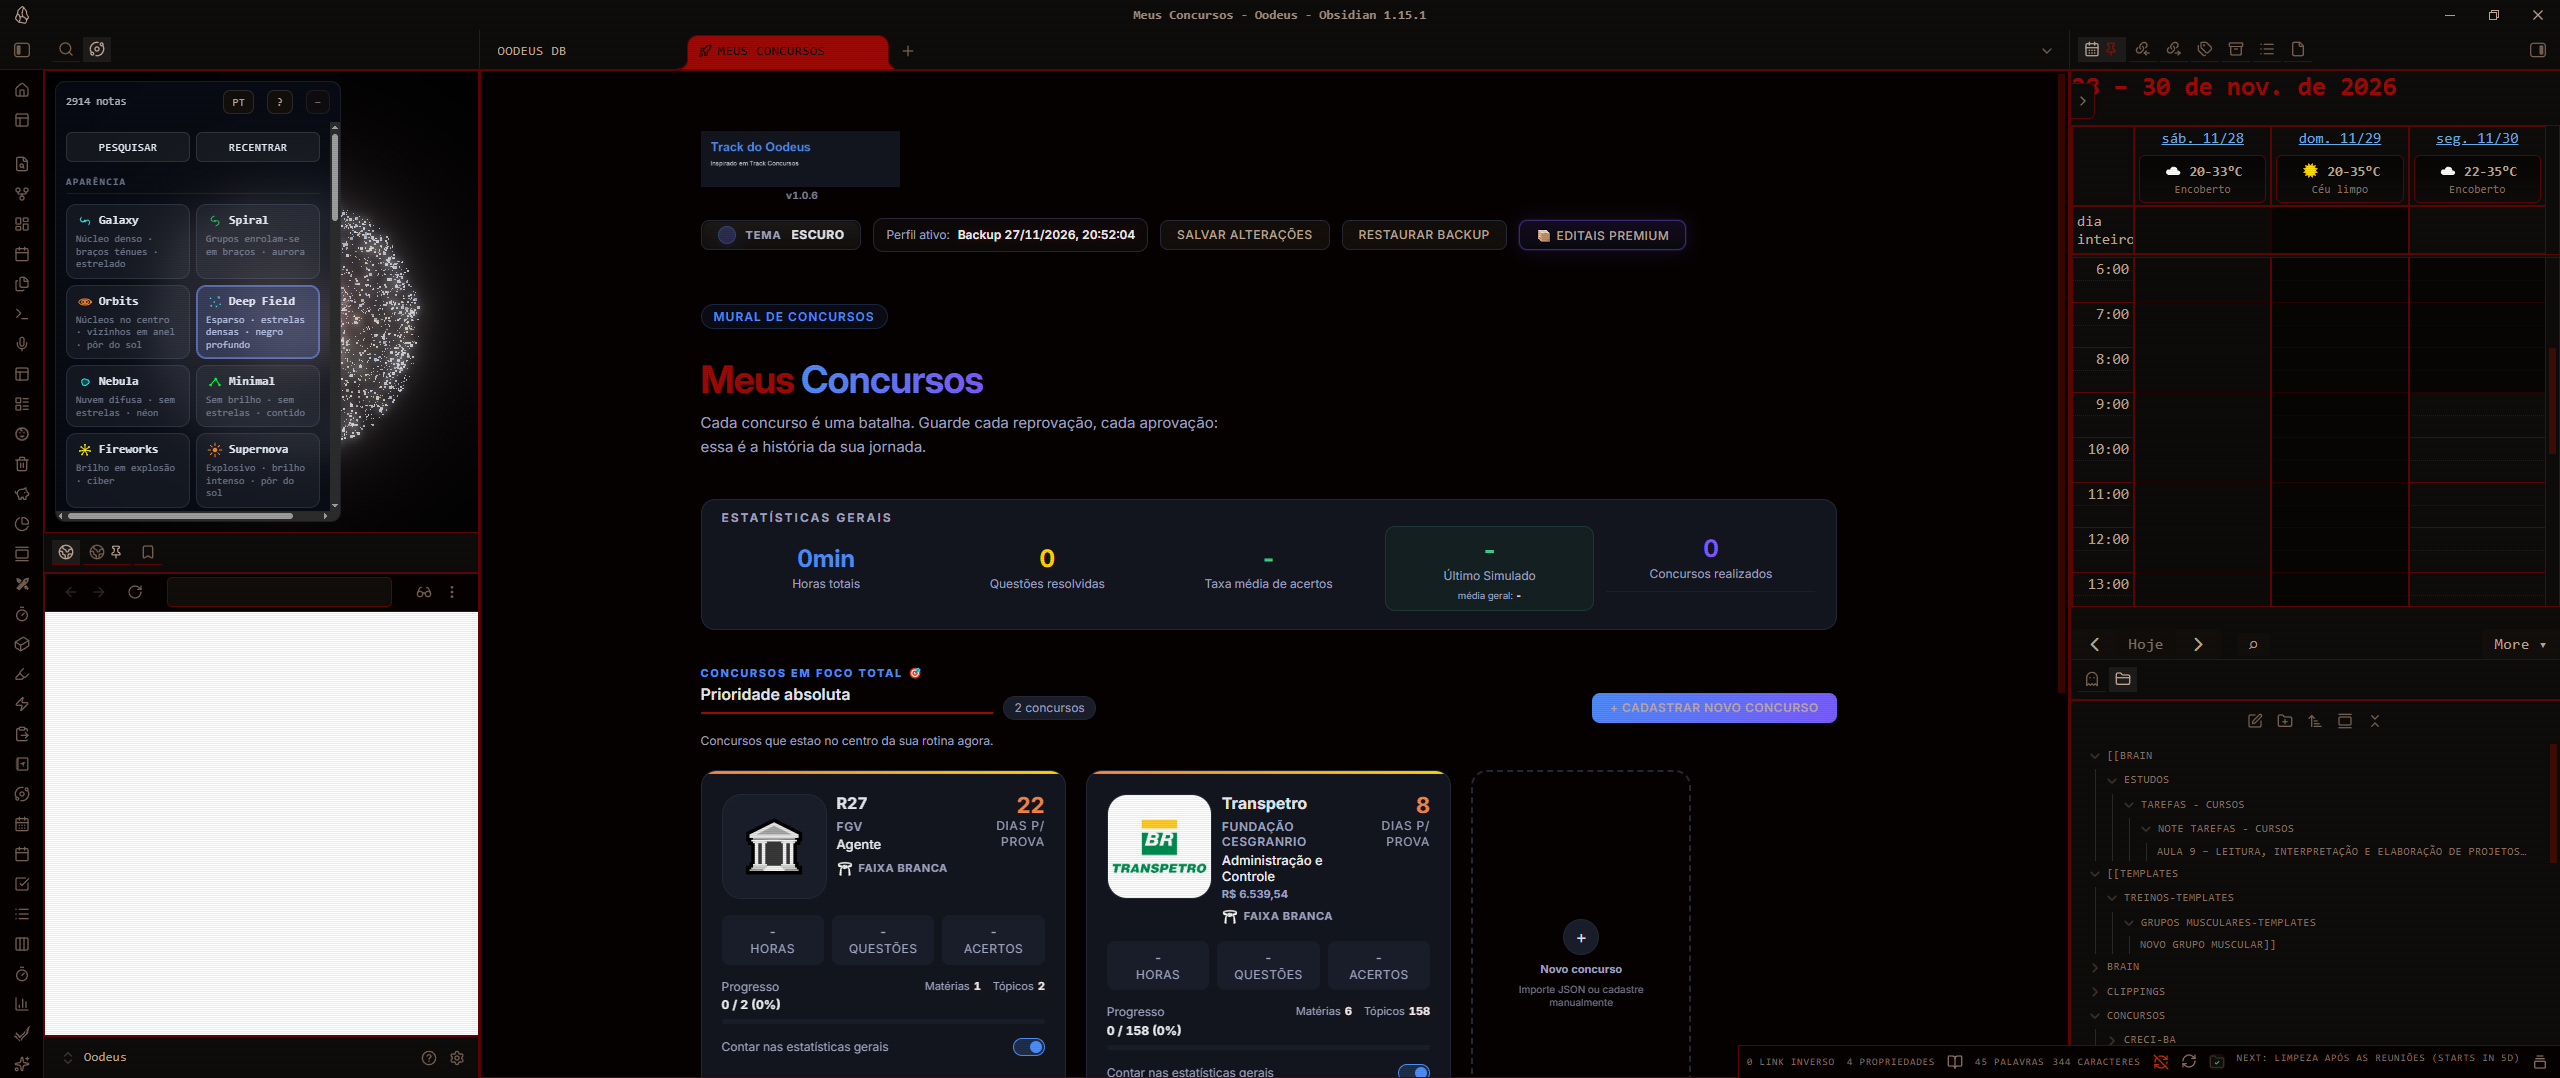 Meus Concursos - Oodeus - Obsidian 1.15.1
OODEUS DB
MEUS CONCURSOS
2914 notas
PT
?
PESQUISAR
RECENTRAR
APARÊNCIA
Galaxy
Núcleo denso ·
braços ténues ·
estrelado
Spiral
Grupos enrolam-se
em braços · aurora
Orbits
Núcleos no centro
· vizinhos em anel
· pôr do sol
Deep Field
Esparso · estrelas
densas · negro
profundo
Nebula
Nuvem difusa · sem
estrelas · néon
Minimal
Sem brilho · sem
estrelas · contido
Fireworks
Brilho em explosão
· ciber
Supernova
Explosivo · brilho
intenso · pôr do
sol
Oodeus
Track do Oodeus
Inspirado em Track Concursos
v1.0.6
TEMA ESCURO
Perfil ativo: Backup 27/11/2026, 20:52:04
SALVAR ALTERAÇÕES
RESTAURAR BACKUP
EDITAIS PREMIUM
MURAL DE CONCURSOS
Meus Concursos
Cada concurso é uma batalha. Guarde cada reprovação, cada aprovação:
essa é a história da sua jornada.
ESTATÍSTICAS GERAIS
0min
Horas totais
0
Questões resolvidas
-
Taxa média de acertos
-
Último Simulado
média geral: -
0
Concursos realizados
CONCURSOS EM FOCO TOTAL
Prioridade absoluta
2 concursos
+ CADASTRAR NOVO CONCURSO
Concursos que estao no centro da sua rotina agora.
R27
FGV
Agente
FAIXA BRANCA
22
DIAS P/
PROVA
-
HORAS
-
QUESTÕES
-
ACERTOS
Progresso
0 / 2 (0%)
Matérias 1 Tópicos 2
Contar nas estatísticas gerais
BR
TRANSPETRO
Transpetro
FUNDAÇÃO
CESGRANRIO
Administração e
Controle
R$ 6.539,54
FAIXA BRANCA
8
DIAS P/
PROVA
-
HORAS
-
QUESTÕES
-
ACERTOS
Progresso
0 / 158 (0%)
Matérias 6 Tópicos 158
Contar nas estatísticas gerais
+
Novo concurso
Importe JSON ou cadastre
manualmente
28 – 30 de nov. de 2026
sáb. 11/28
20-33°C
Encoberto
dom. 11/29
20-35°C
Céu limpo
seg. 11/30
22-35°C
Encoberto
dia
inteiro
6:00
7:00
8:00
9:00
10:00
11:00
12:00
13:00
Hoje
More
[[BRAIN
ESTUDOS
TAREFAS - CURSOS
NOTE TAREFAS - CURSOS
AULA 9 – LEITURA, INTERPRETAÇÃO E ELABORAÇÃO DE PROJETOS…
[[TEMPLATES
TREINOS-TEMPLATES
GRUPOS MUSCULARES-TEMPLATES
NOVO GRUPO MUSCULAR]]
BRAIN
CLIPPINGS
CONCURSOS
CRECI-BA
0 LINK INVERSO 4 PROPRIEDADES 45 PALAVRAS 344 CARACTERES NEXT: LIMPEZA APÓS AS REUNIÕES (STARTS IN 5D)